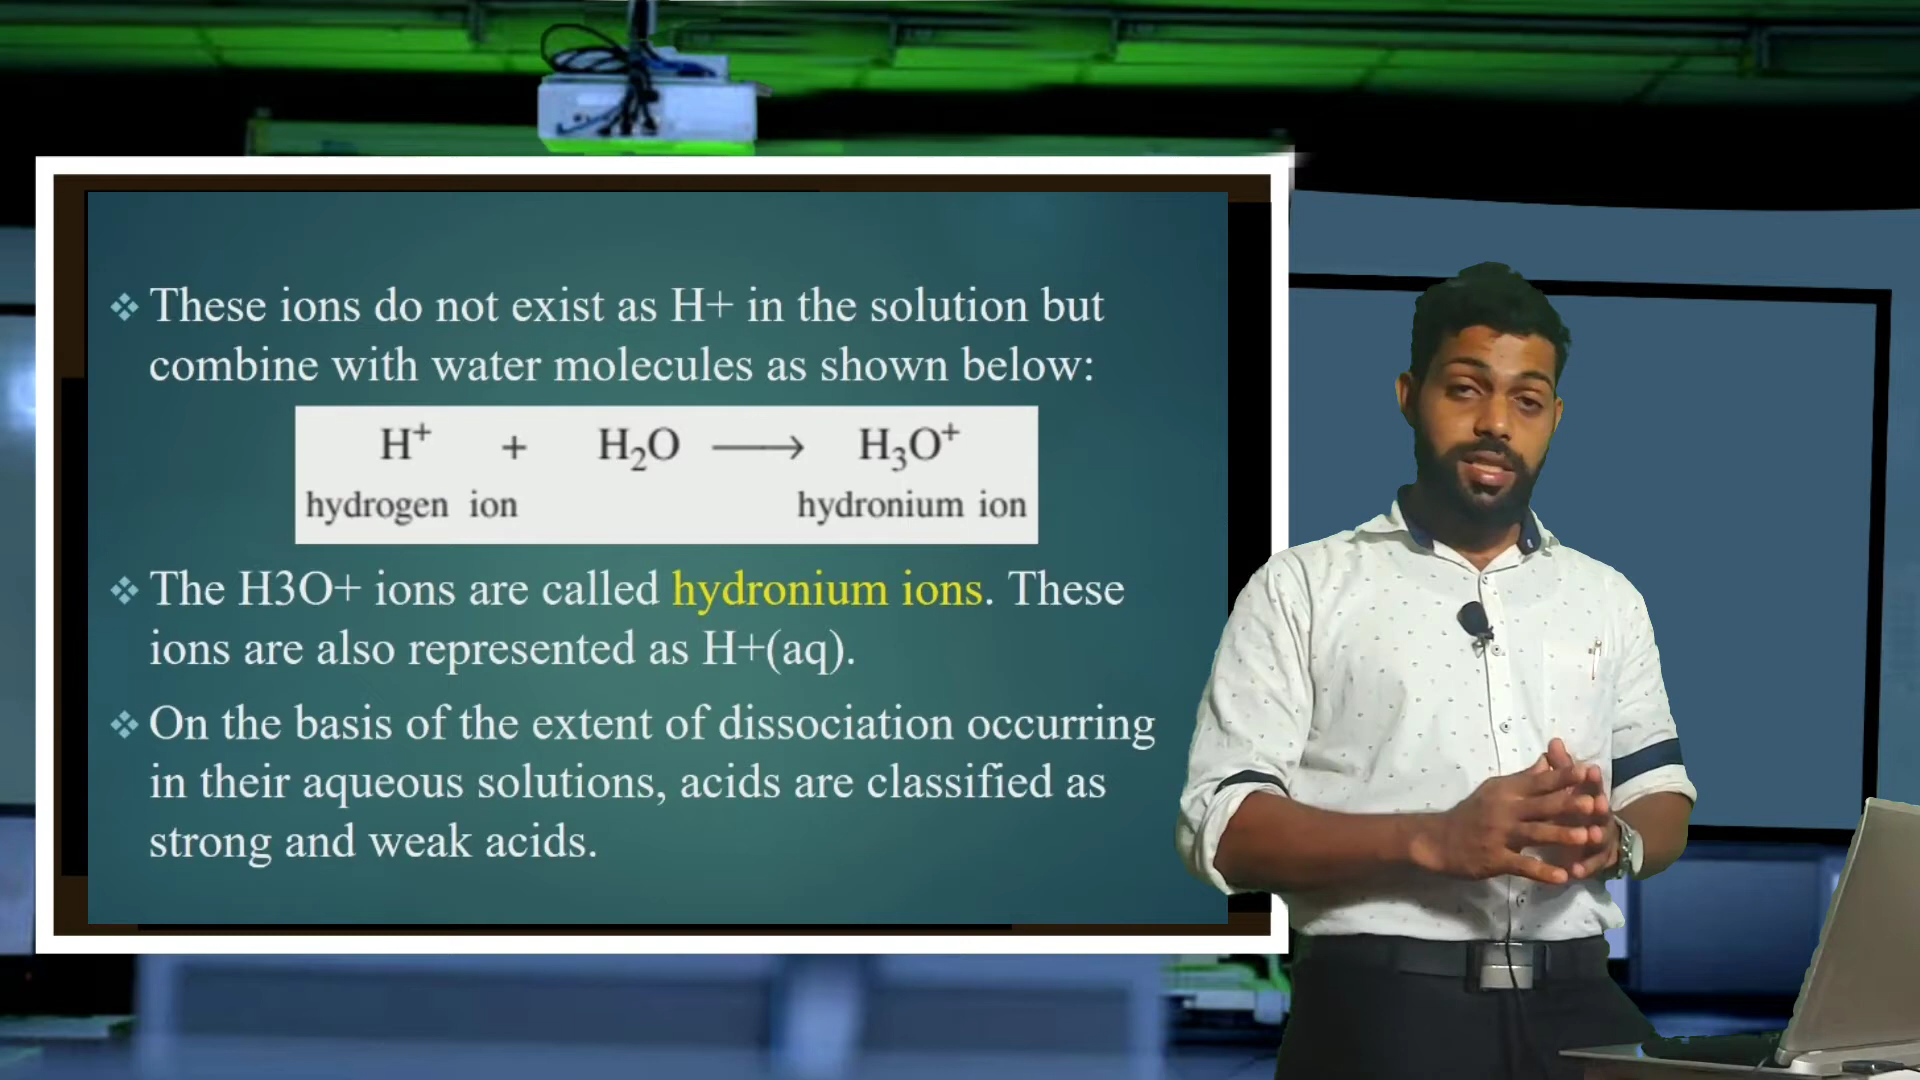 ❖ These ions do not exist as H+ in the solution but
combine with water molecules as shown below:
H⁺ + H₂O ⟶ H₃O⁺
hydrogen ion hydronium ion
❖ The H3O+ ions are called hydronium ions. These
ions are also represented as H+(aq).
❖ On the basis of the extent of dissociation occurring
in their aqueous solutions, acids are classified as
strong and weak acids.